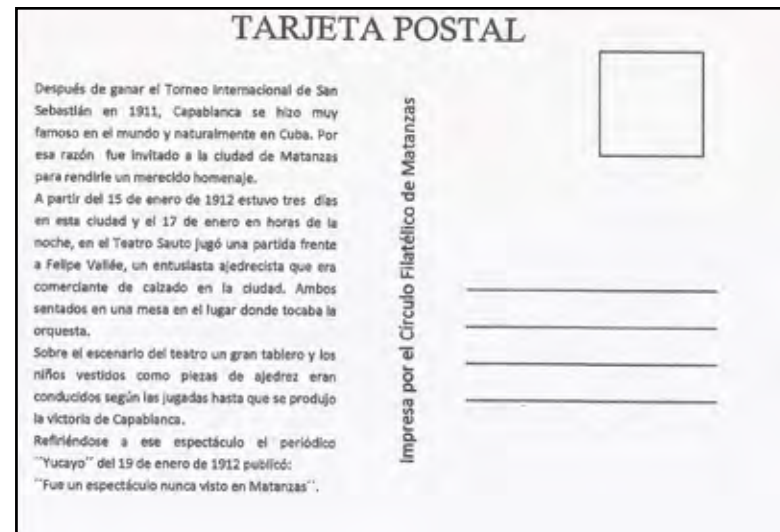 TARJETA POSTAL
Después de ganar el Torneo Internacional de San
Sebastián en 1911, Capablanca se hizo muy
famoso en el mundo y naturalmente en Cuba. Por
esa razón fue invitado a la ciudad de Matanzas
para rendirle un merecido homenaje.
A partir del 15 de enero de 1912 estuvo tres días
en esta ciudad y el 17 de enero en horas de la
noche, en el Teatro Sauto jugó una partida frente
a Felipe Vallée, un entusiasta ajedrecista que era
comerciante de calzado en la ciudad. Ambos
sentados en una mesa en el lugar donde tocaba la
orquesta.
Sobre el escenario del teatro un gran tablero y los
niños vestidos como piezas de ajedrez eran
conducidos según las jugadas hasta que se produjo
la victoria de Capablanca.
Refiriéndose a ese espectáculo el periódico
¨Yucayo¨ del 19 de enero de 1912 publicó:
¨Fue un espectáculo nunca visto en Matanzas¨.
Impresa por el Círculo Filatélico de Matanzas